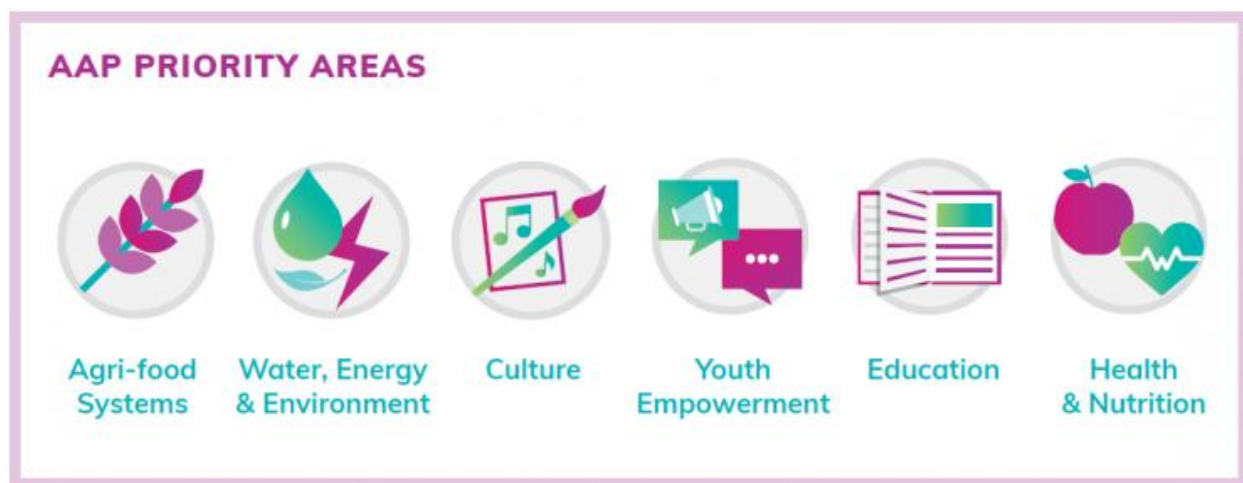 AAP PRIORITY AREAS
Agri-food
Systems
Water, Energy
& Environment
Culture
Youth
Empowerment
Education
Health
& Nutrition